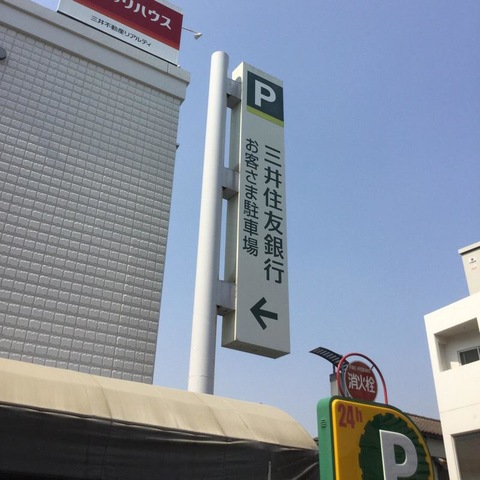 リハウス
三井不動産リアルティ
P
三井住友銀行
お客さま駐車場
消火栓
24h
P